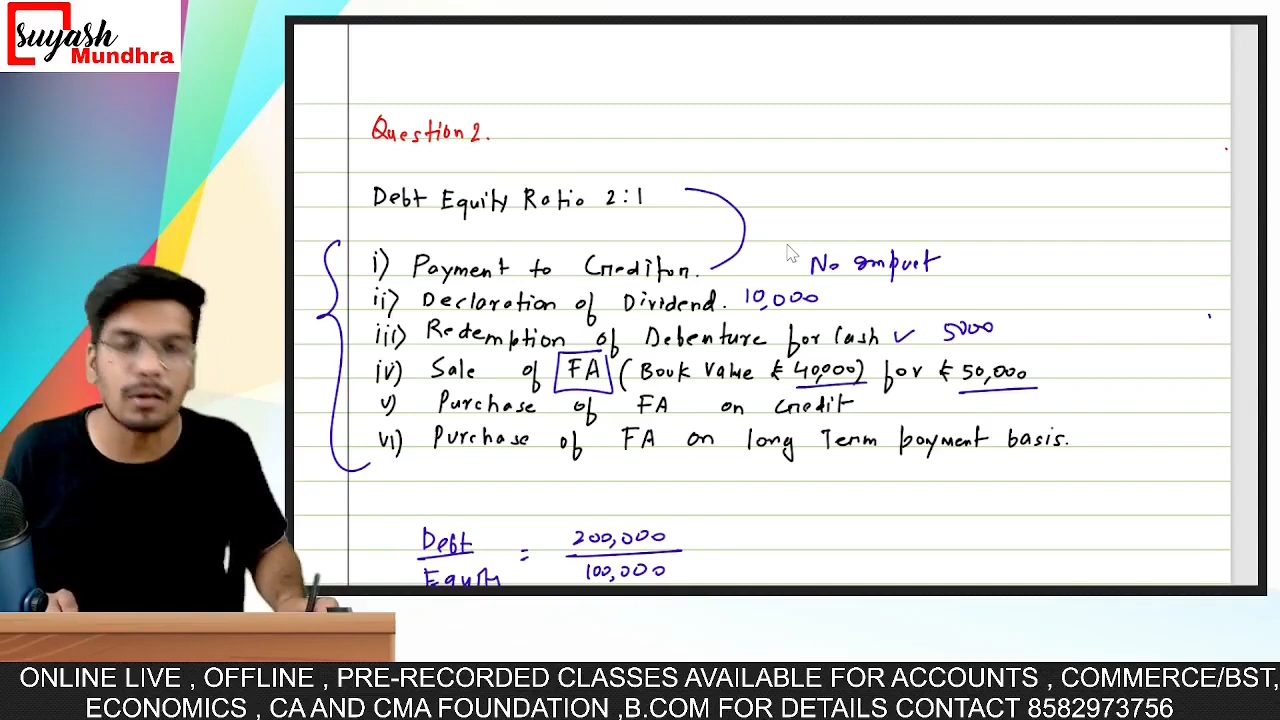 Suyash
Mundhra
Question 2.
Debt Equity Ratio 2:1
i) Payment to Creditor.
No impact
ii) Declaration of Dividend. 10,000
iii) Redemption of Debenture for Cash ✓ 5000
iv) Sale of FA (Book Value ₹ 40,000) for ₹ 50,000
v) Purchase of FA on Credit
vi) Purchase of FA on long Term payment basis.
Debt = 200,000
Equity 100,000
ONLINE LIVE , OFFLINE , PRE-RECORDED CLASSES AVAILABLE FOR ACCOUNTS , COMMERCE/BST,
ECONOMICS , CA AND CMA FOUNDATION ,B.COM FOR DETAILS CONTACT 8582973756